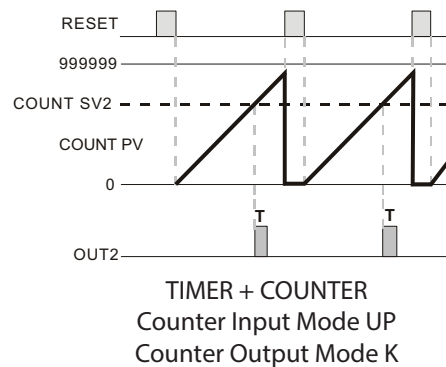 RESET
999999
COUNT SV2
COUNT PV
0
T T
OUT2
TIMER + COUNTER
Counter Input Mode UP
Counter Output Mode K